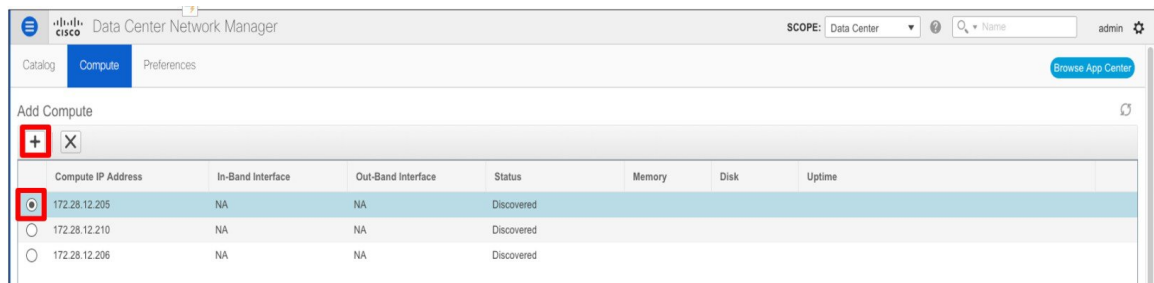 cisco Data Center Network Manager SCOPE: Data Center Name admin
Catalog Compute Preferences Browse App Center
Add Compute
Compute IP Address In-Band Interface Out-Band Interface Status Memory Disk Uptime
172.28.12.205 NA NA Discovered
172.28.12.210 NA NA Discovered
172.28.12.206 NA NA Discovered